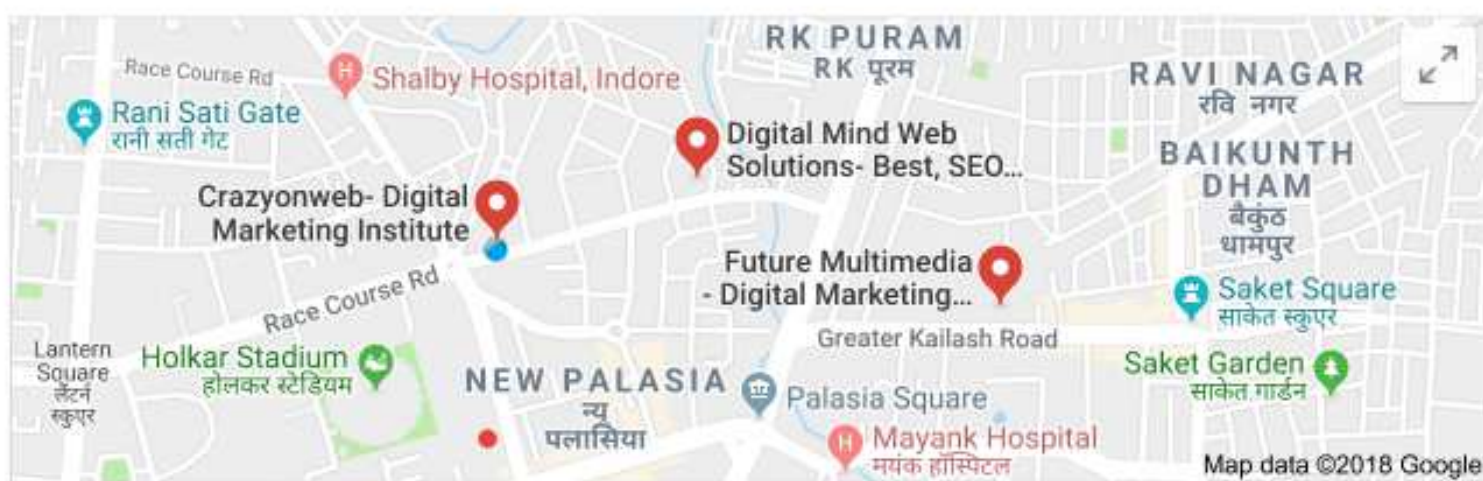 RK PURAM
RK पूरम
Race Course Rd
Shalby Hospital, Indore
RAVI NAGAR
रवि नगर
Rani Sati Gate
रानी सती गेट
Digital Mind Web
Solutions- Best, SEO...
BAIKUNTH
DHAM
बैकुंठ
धामपुर
Crazyonweb- Digital
Marketing Institute
Future Multimedia
- Digital Marketing...
Race Course Rd
Saket Square
साकेत स्कुएर
Greater Kailash Road
Lantern
Square
लैंटर्न
स्कुएर
Holkar Stadium
होलकर स्टेडियम
NEW PALASIA
न्यू
पलासिया
Saket Garden
साकेत गार्डन
Palasia Square
H
H
Mayank Hospital
मयंक हॉस्पिटल
Map data ©2018 Google